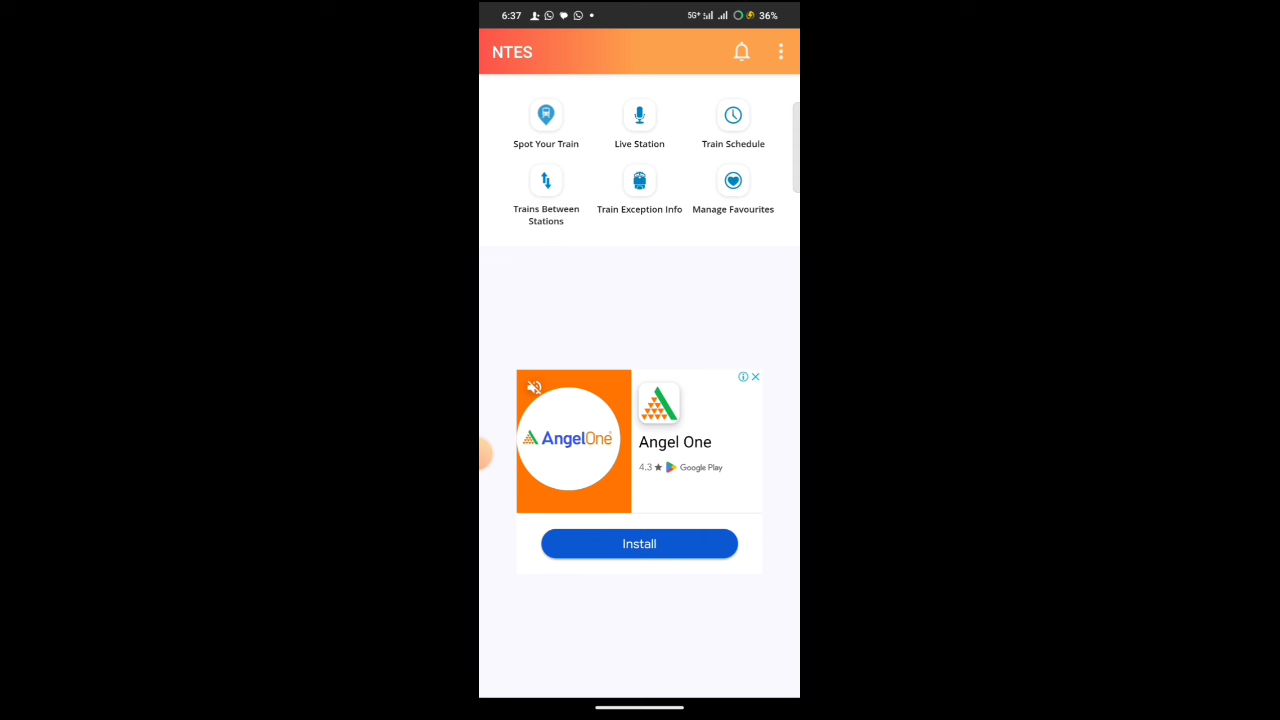 6:37 5G+ 36%
NTES
Spot Your Train Live Station Train Schedule
Trains Between Stations Train Exception Info Manage Favourites
AngelOne
Angel One
4.3 ★ Google Play
Install